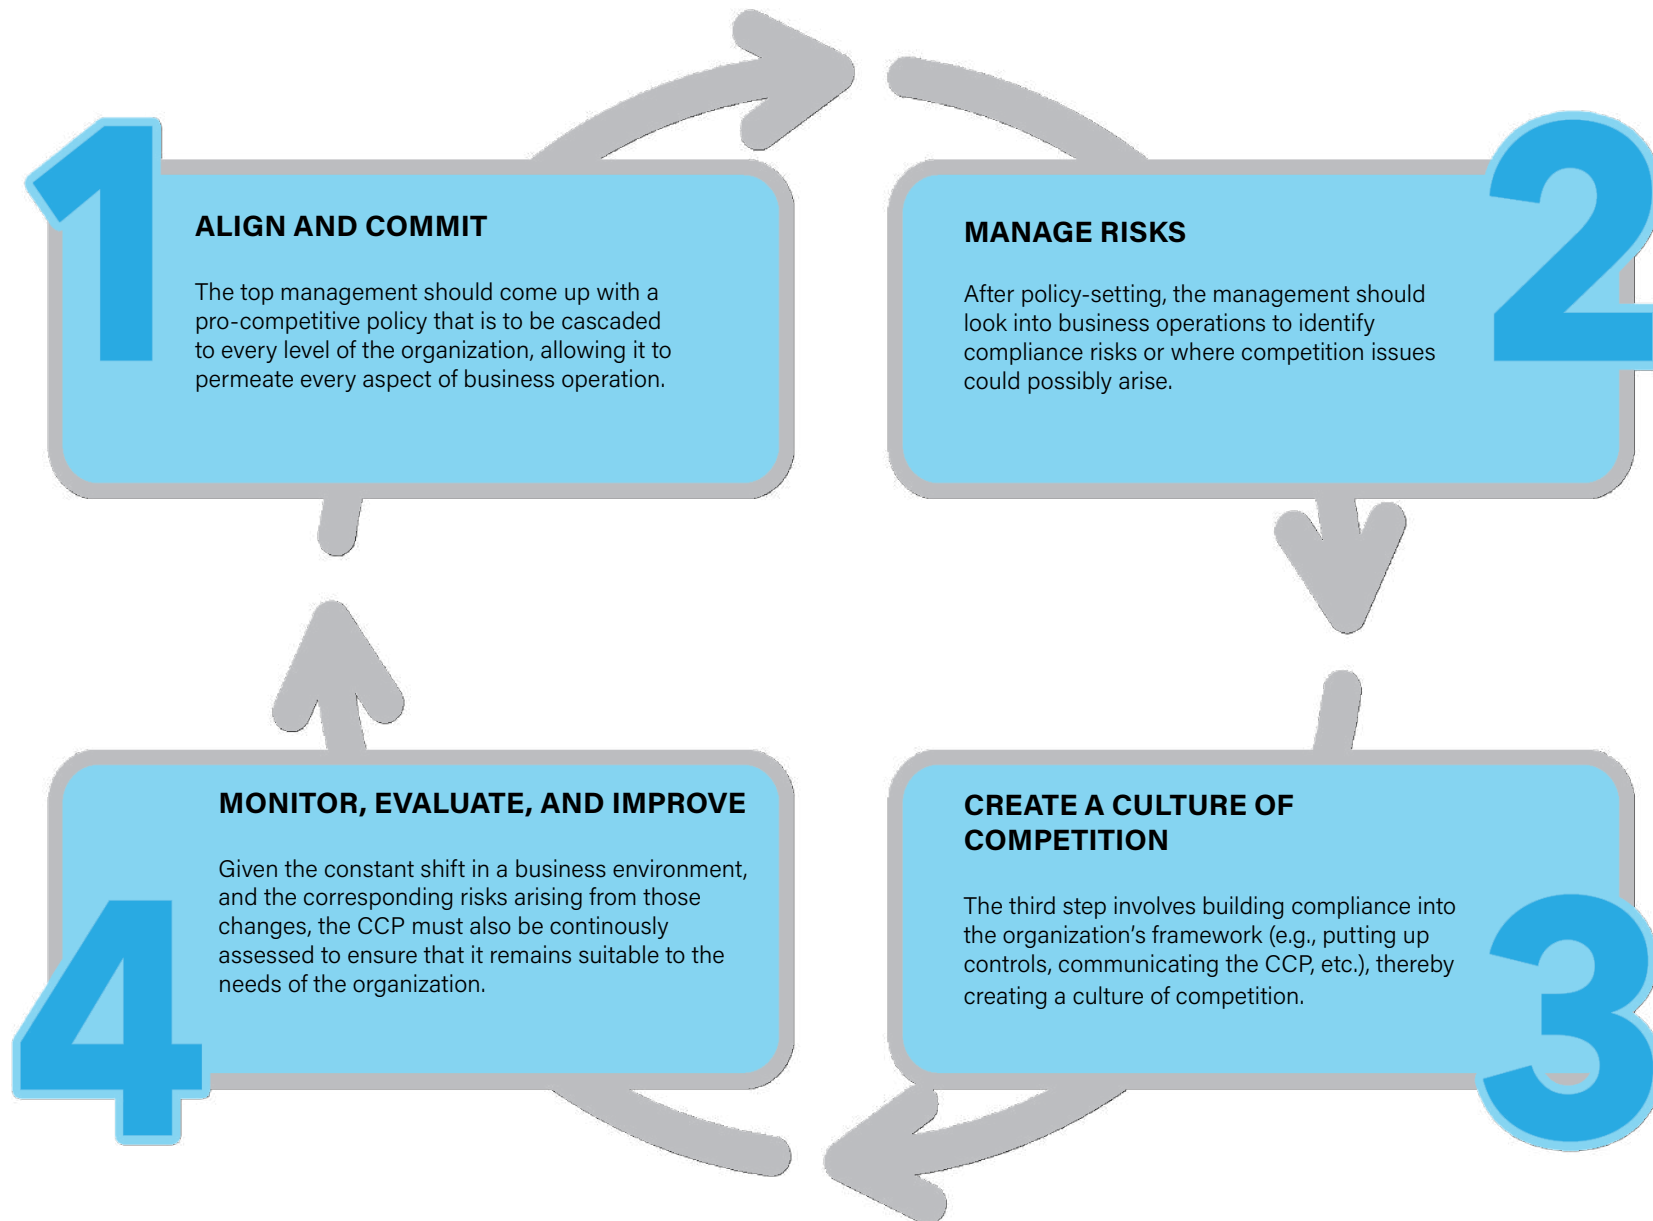 1
ALIGN AND COMMIT
The top management should come up with a
pro-competitive policy that is to be cascaded
to every level of the organization, allowing it to
permeate every aspect of business operation.
2
MANAGE RISKS
After policy-setting, the management should
look into business operations to identify
compliance risks or where competition issues
could possibly arise.
3
CREATE A CULTURE OF
COMPETITION
The third step involves building compliance into
the organization’s framework (e.g., putting up
controls, communicating the CCP, etc.), thereby
creating a culture of competition.
4
MONITOR, EVALUATE, AND IMPROVE
Given the constant shift in a business environment,
and the corresponding risks arising from those
changes, the CCP must also be continously
assessed to ensure that it remains suitable to the
needs of the organization.